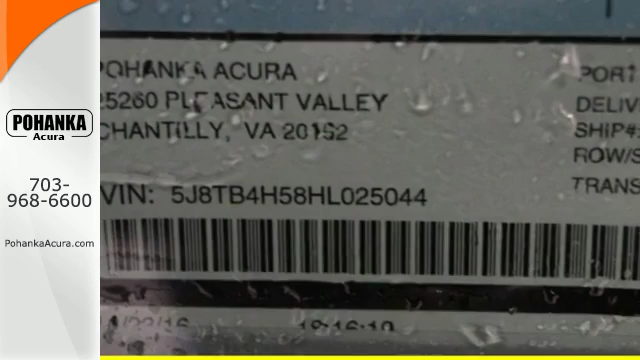 POHANKA
Acura
703-
968-6600
PohankaAcura.com
POHANKA ACURA
25260 PLEASANT VALLEY
CHANTILLY, VA 20152
VIN: 5J8TB4H58HL025044
PORT
DELIV
SHIP#:
ROW/S
TRANS